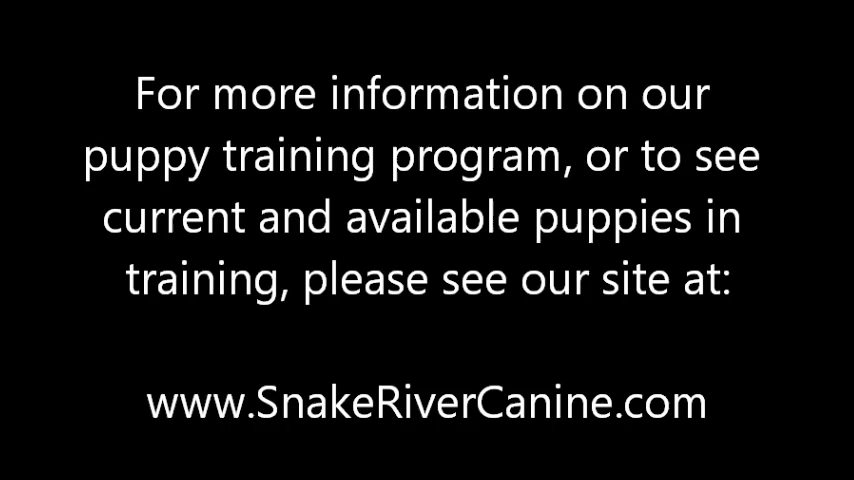 For more information on our
puppy training program, or to see
current and available puppies in
training, please see our site at:
www.SnakeRiverCanine.com